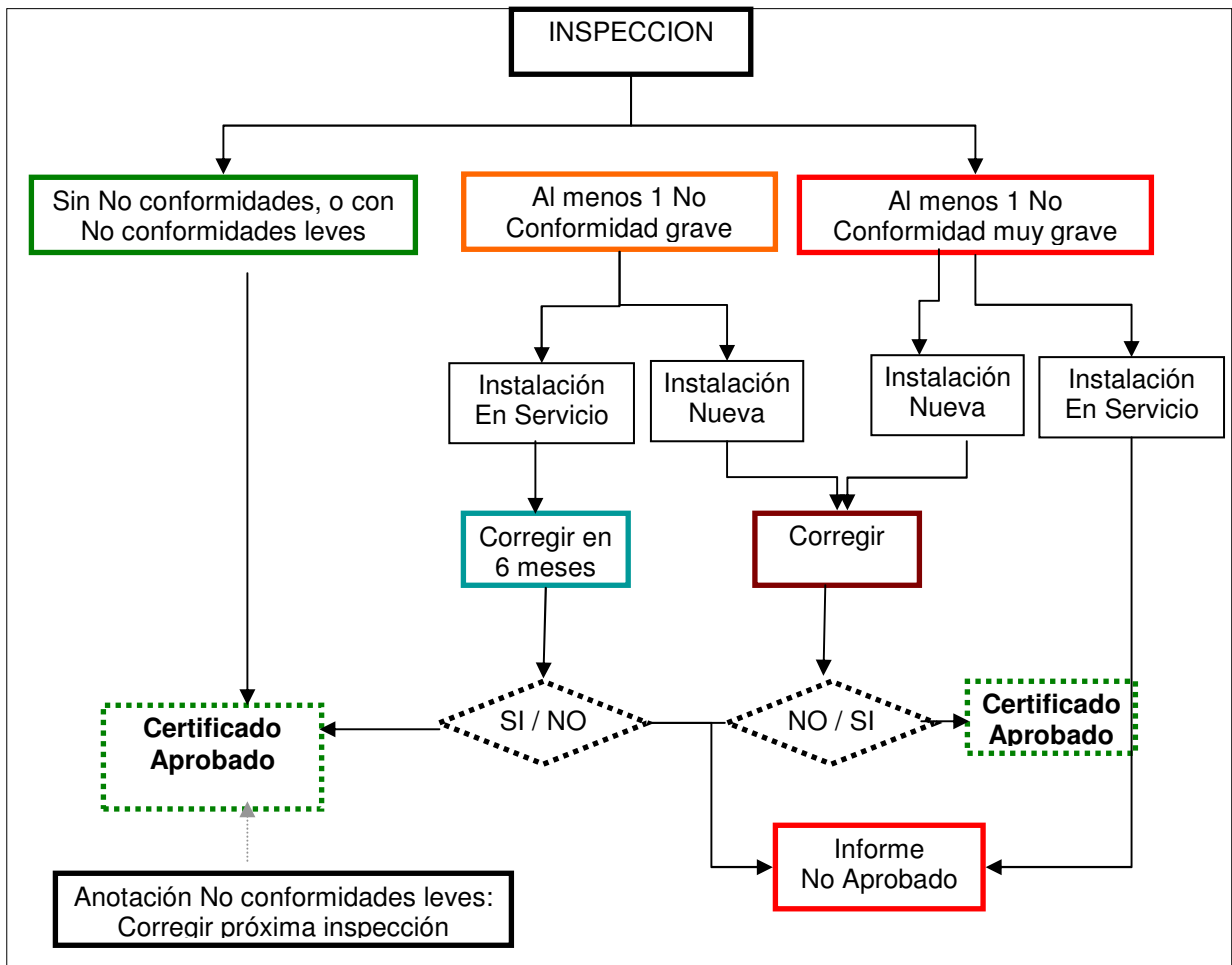 INSPECCION
Sin No conformidades, o con
No conformidades leves
Al menos 1 No
Conformidad grave
Al menos 1 No
Conformidad muy grave
Instalación
En Servicio
Instalación
Nueva
Instalación
Nueva
Instalación
En Servicio
Corregir en
6 meses
Corregir
Certificado
Aprobado
SI / NO
NO / SI
Certificado
Aprobado
Informe
No Aprobado
Anotación No conformidades leves:
Corregir próxima inspección